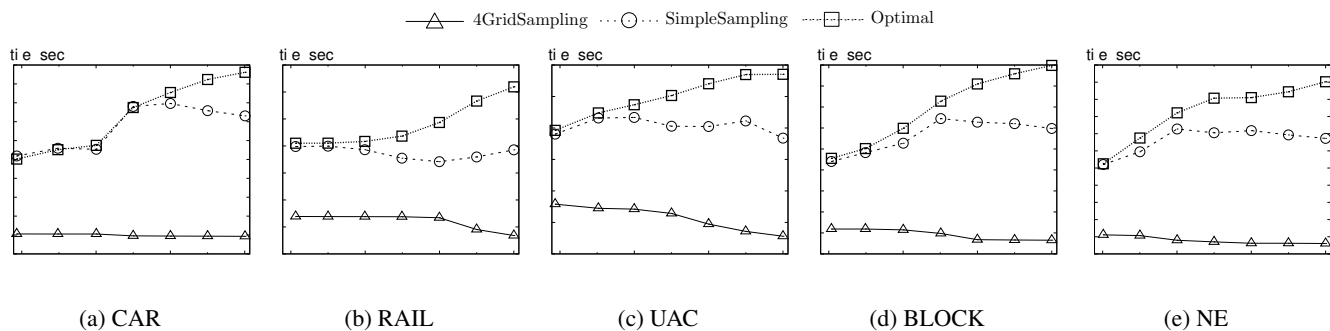 4GridSampling SimpleSampling Optimal
ti e sec ti e sec ti e sec ti e sec ti e sec
(a) CAR (b) RAIL (c) UAC (d) BLOCK (e) NE